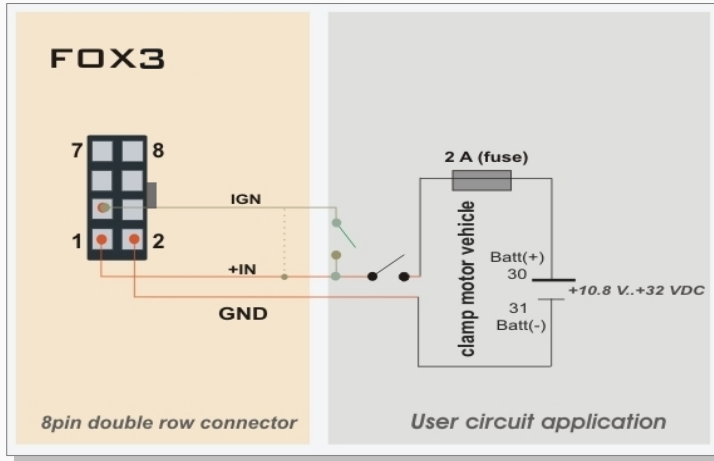 FOX3
7 8
2 A (fuse)
IGN
1 2
+IN
GND
clamp motor vehicle
Batt(+)
30
+10.8 V..+32 VDC
31
Batt(-)
8pin double row connector
User circuit application